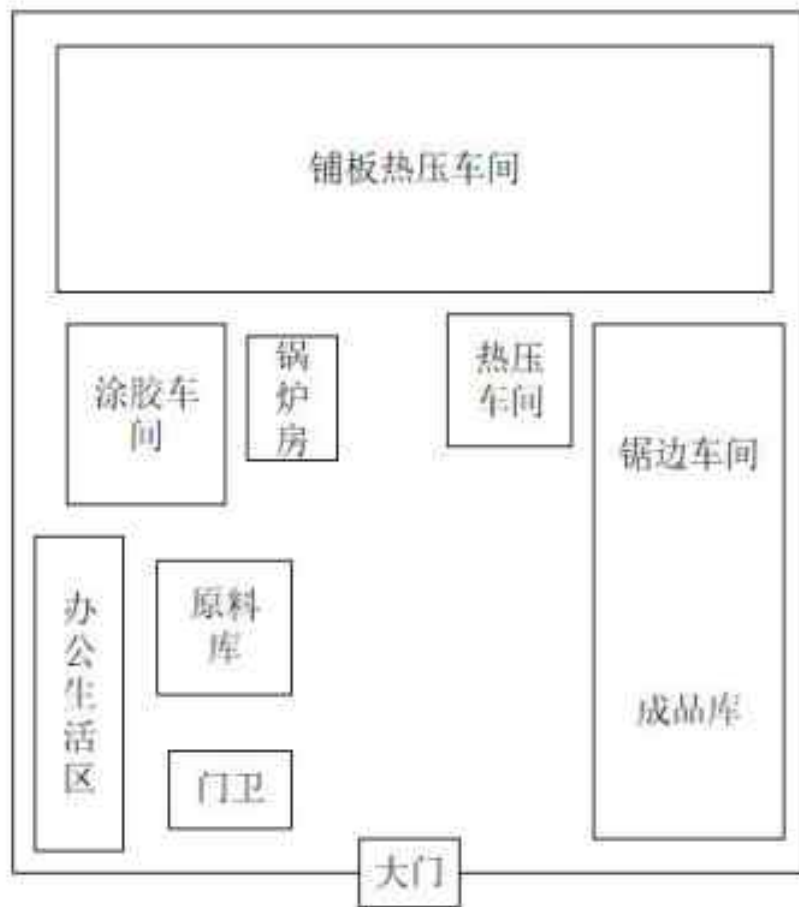 铺板热压车间
涂胶车
间
锅
炉
房
热压
车间
锯边车间
办
公
生
活
区
原料
库
成品库
门卫
大门